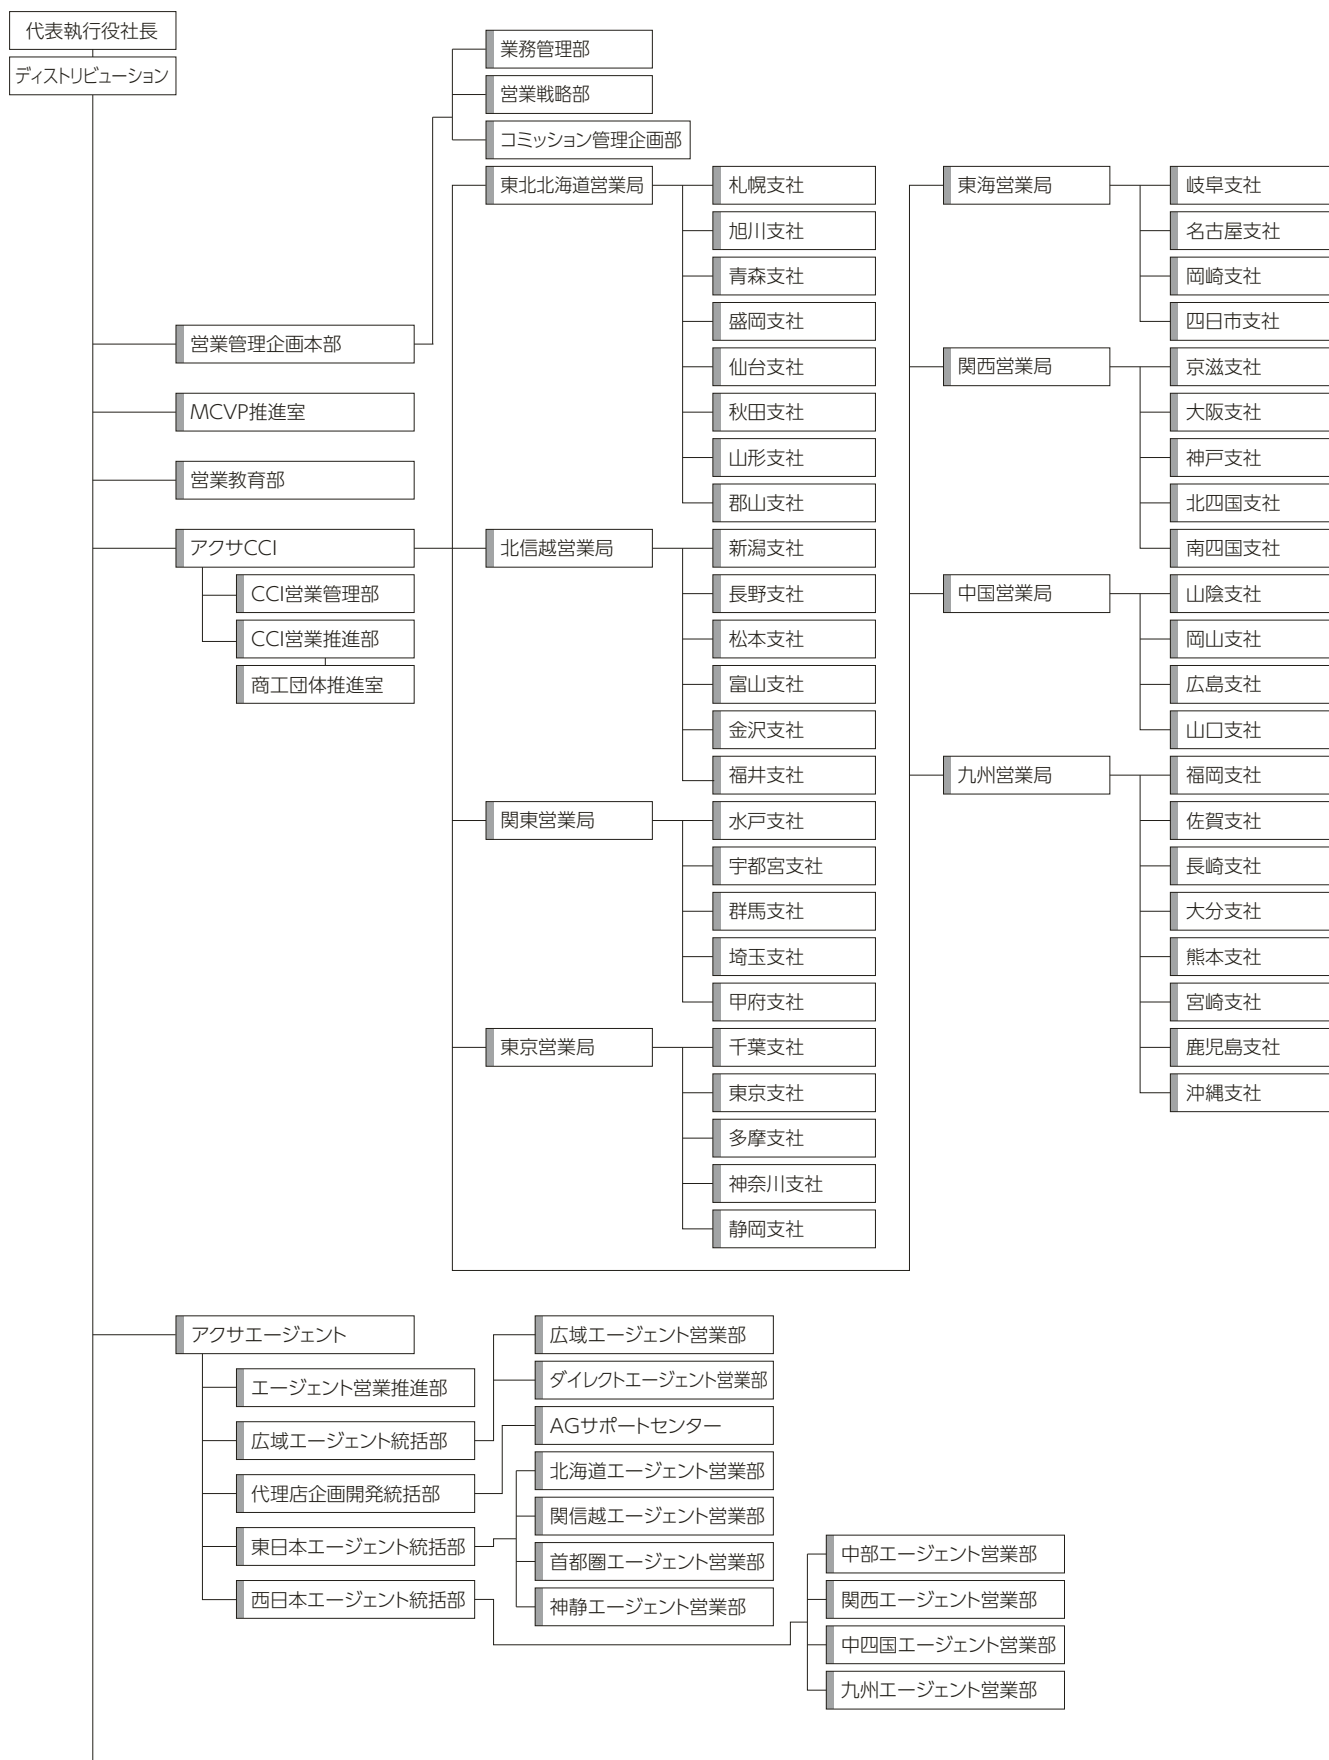 代表執行役社長
ディストリビューション
業務管理部
営業戦略部
コミッション管理企画部
営業管理企画本部
MCVP推進室
営業教育部
アクサCCI
CCI営業管理部
CCI営業推進部
商工団体推進室
東北北海道営業局
札幌支社
旭川支社
青森支社
盛岡支社
仙台支社
秋田支社
山形支社
郡山支社
北信越営業局
新潟支社
長野支社
松本支社
富山支社
金沢支社
福井支社
関東営業局
水戸支社
宇都宮支社
群馬支社
埼玉支社
甲府支社
東京営業局
千葉支社
東京支社
多摩支社
神奈川支社
静岡支社
東海営業局
岐阜支社
名古屋支社
岡崎支社
四日市支社
関西営業局
京滋支社
大阪支社
神戸支社
北四国支社
南四国支社
中国営業局
山陰支社
岡山支社
広島支社
山口支社
九州営業局
福岡支社
佐賀支社
長崎支社
大分支社
熊本支社
宮崎支社
鹿児島支社
沖縄支社
アクサエージェント
エージェント営業推進部
広域エージェント統括部
代理店企画開発統括部
東日本エージェント統括部
西日本エージェント統括部
広域エージェント営業部
ダイレクトエージェント営業部
AGサポートセンター
北海道エージェント営業部
関信越エージェント営業部
首都圏エージェント営業部
神静エージェント営業部
中部エージェント営業部
関西エージェント営業部
中四国エージェント営業部
九州エージェント営業部